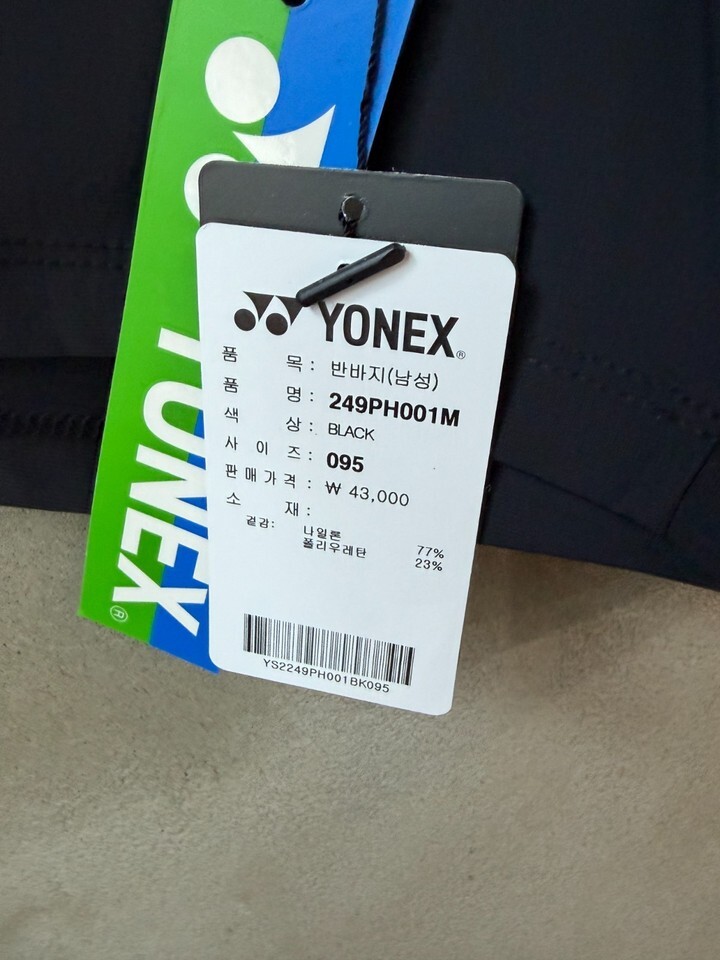 YONEX®
YONEX®
품 목 : 반바지(남성)
품 명 : 249PH001M
색 상 : BLACK
사 이 즈 : 095
판 매 가 격 : ₩ 43,000
소 재 :
겉감: 나일론 77%
폴리우레탄 23%
YS2249PH001BK095